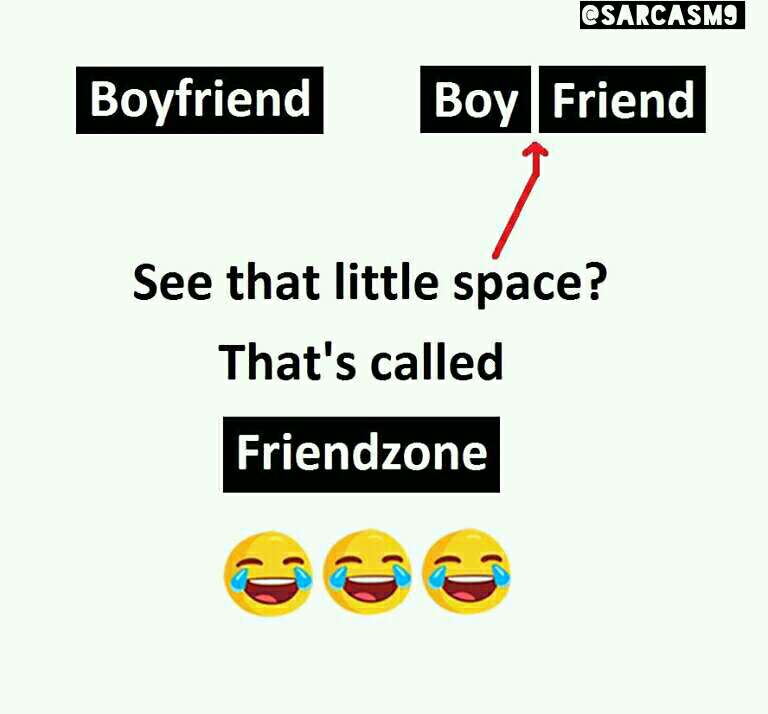 @SARCASM9
Boyfriend Boy Friend
See that little space?
That's called
Friendzone